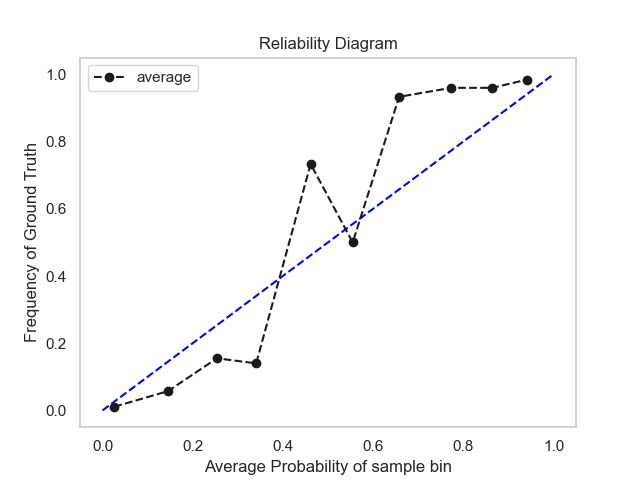 Reliability Diagram
average
1.0
0.8
0.6
0.4
0.2
0.0
Frequency of Ground Truth
0.0 0.2 0.4 0.6 0.8 1.0
Average Probability of sample bin